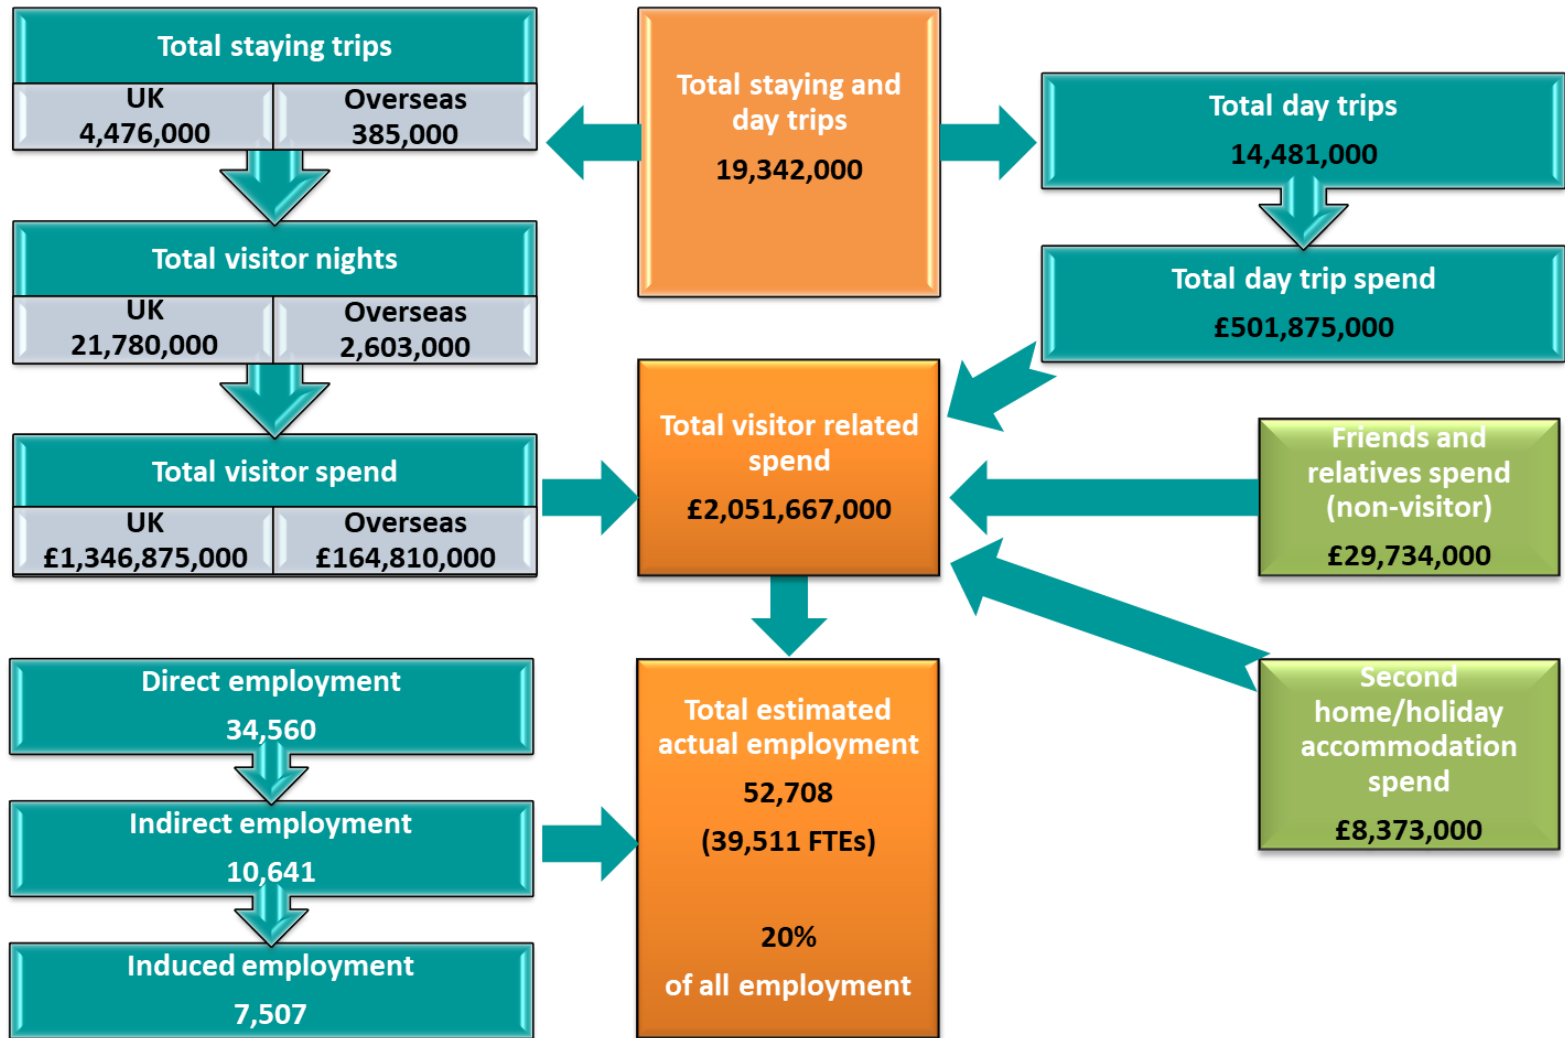 Total staying trips
UK
4,476,000
Overseas
385,000
Total visitor nights
UK
21,780,000
Overseas
2,603,000
Total visitor spend
UK
£1,346,875,000
Overseas
£164,810,000
Direct employment
34,560
Indirect employment
10,641
Induced employment
7,507
Total staying and
day trips
19,342,000
Total visitor related
spend
£2,051,667,000
Total estimated
actual employment
52,708
(39,511 FTEs)
20%
of all employment
Total day trips
14,481,000
Total day trip spend
£501,875,000
Friends and
relatives spend
(non-visitor)
£29,734,000
Second
home/holiday
accommodation
spend
£8,373,000